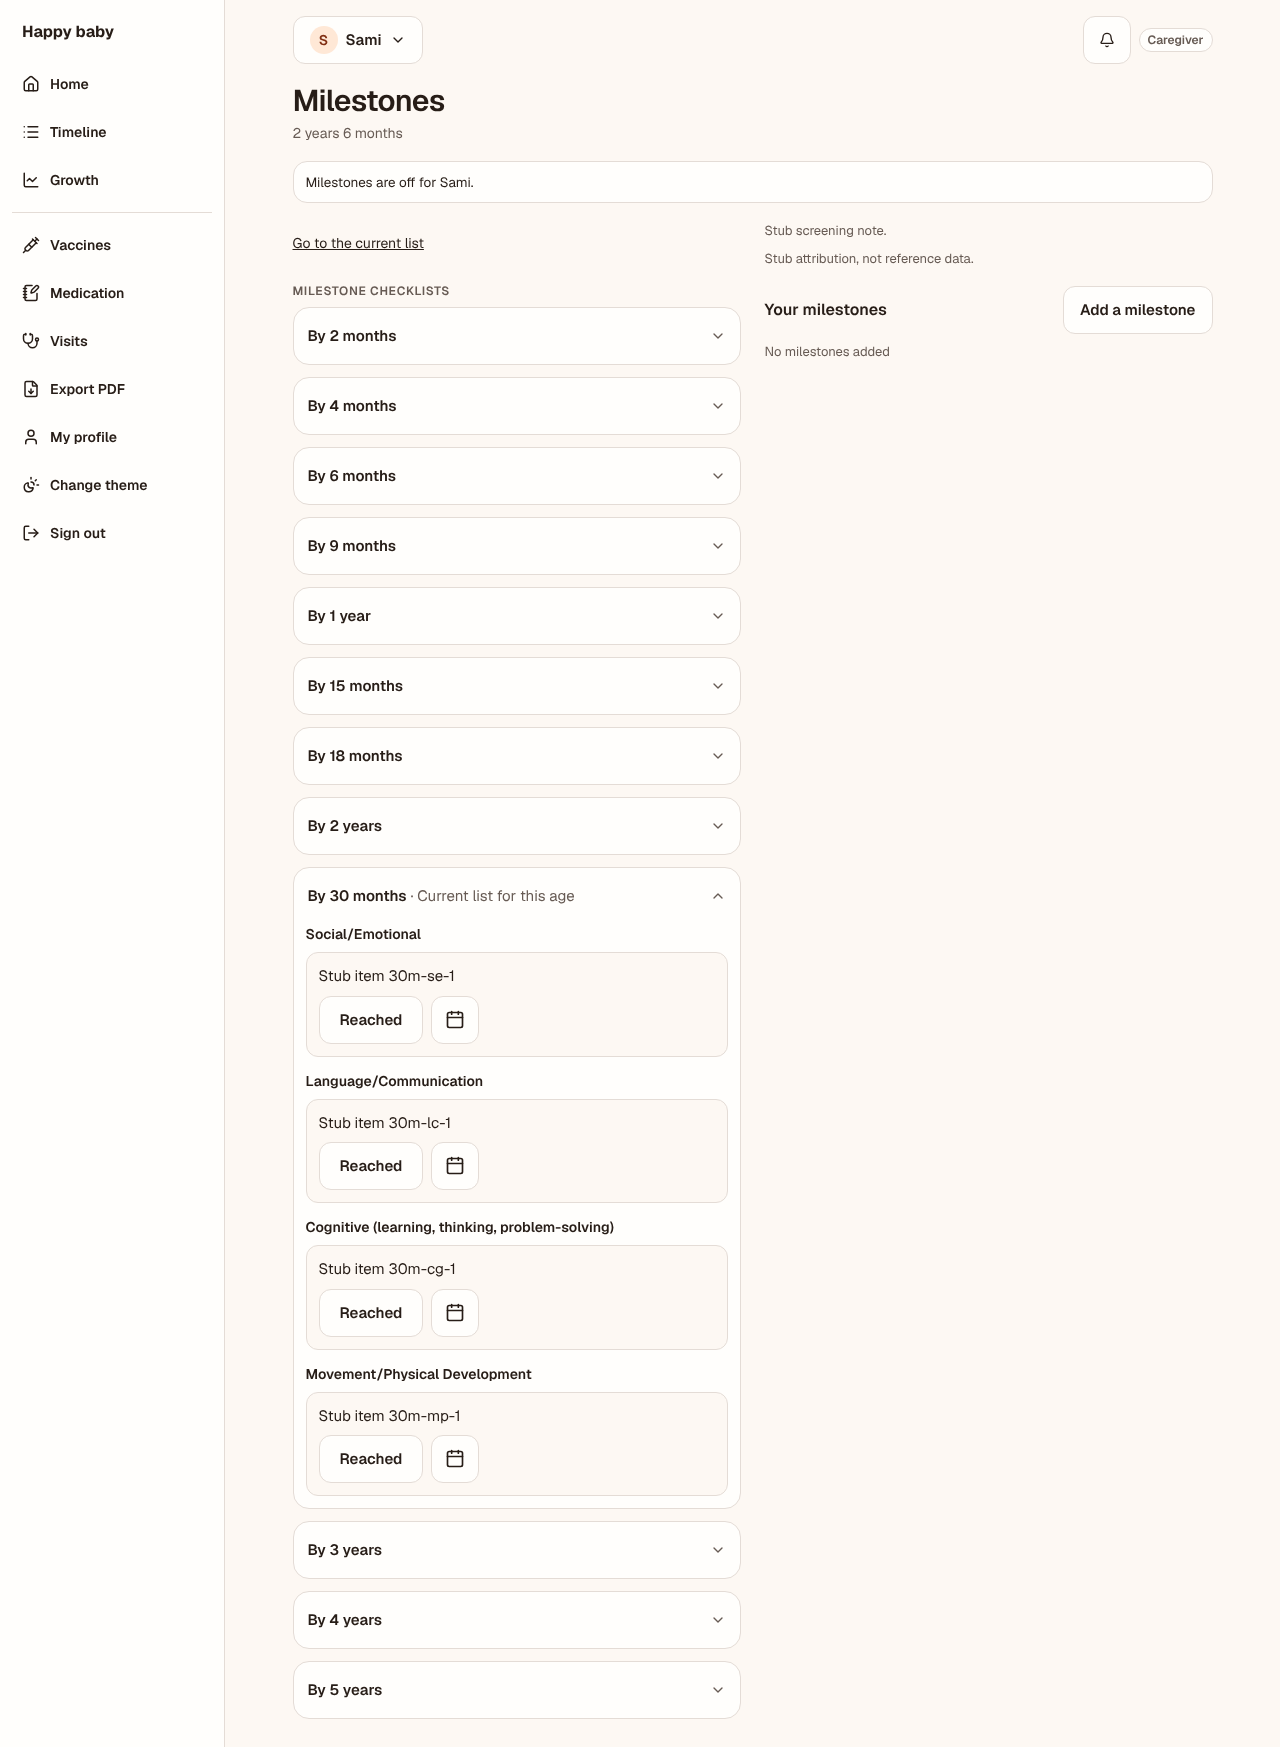 Happy baby
Home
Timeline
Growth
Vaccines
Medication
Visits
Export PDF
My profile
Change theme
Sign out
S Sami
Caregiver
Milestones
2 years 6 months
Milestones are off for Sami.
Go to the current list
MILESTONE CHECKLISTS
By 2 months
By 4 months
By 6 months
By 9 months
By 1 year
By 15 months
By 18 months
By 2 years
By 30 months · Current list for this age
Social/Emotional
Stub item 30m-se-1
Reached
Language/Communication
Stub item 30m-lc-1
Reached
Cognitive (learning, thinking, problem-solving)
Stub item 30m-cg-1
Reached
Movement/Physical Development
Stub item 30m-mp-1
Reached
By 3 years
By 4 years
By 5 years
Stub screening note.
Stub attribution, not reference data.
Your milestones
Add a milestone
No milestones added